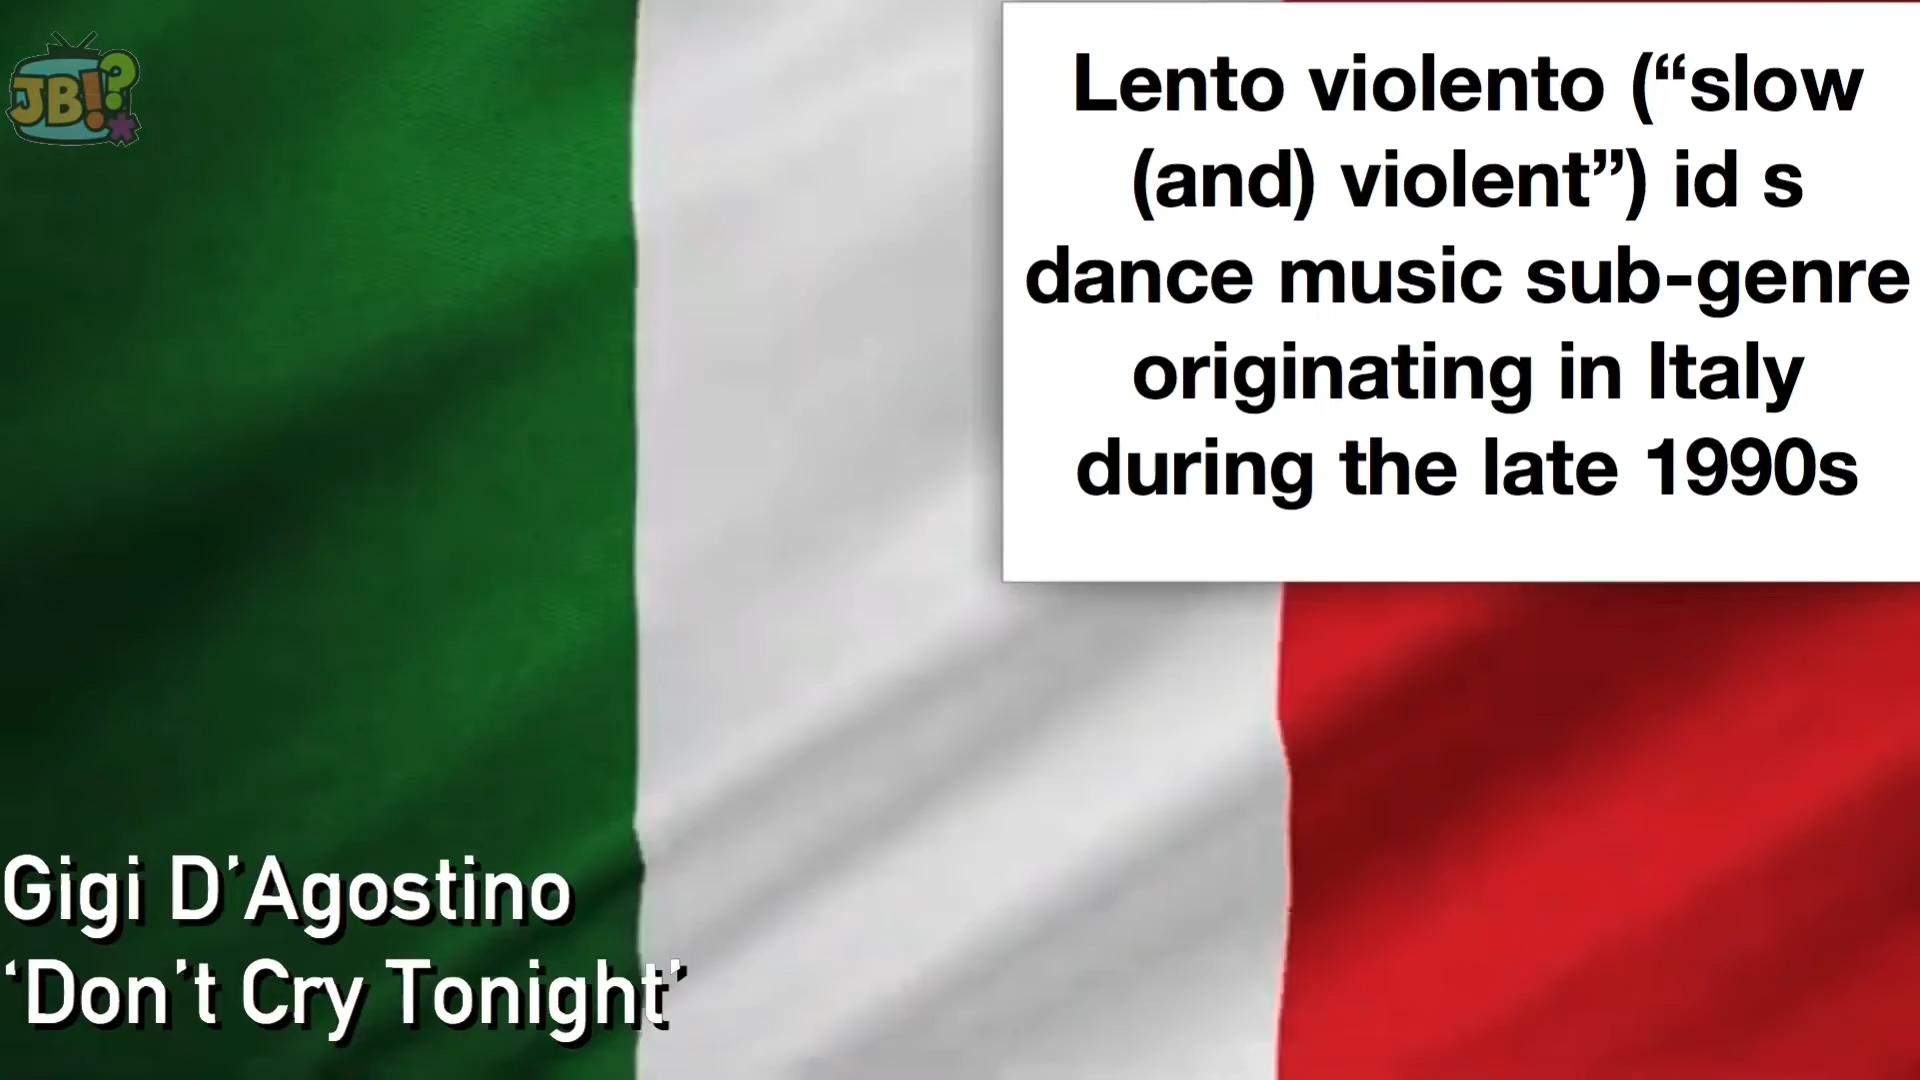 JB!?*
Lento violento (“slow
(and) violent”) id s
dance music sub-genre
originating in Italy
during the late 1990s
Gigi D’Agostino
‘Don’t Cry Tonight’